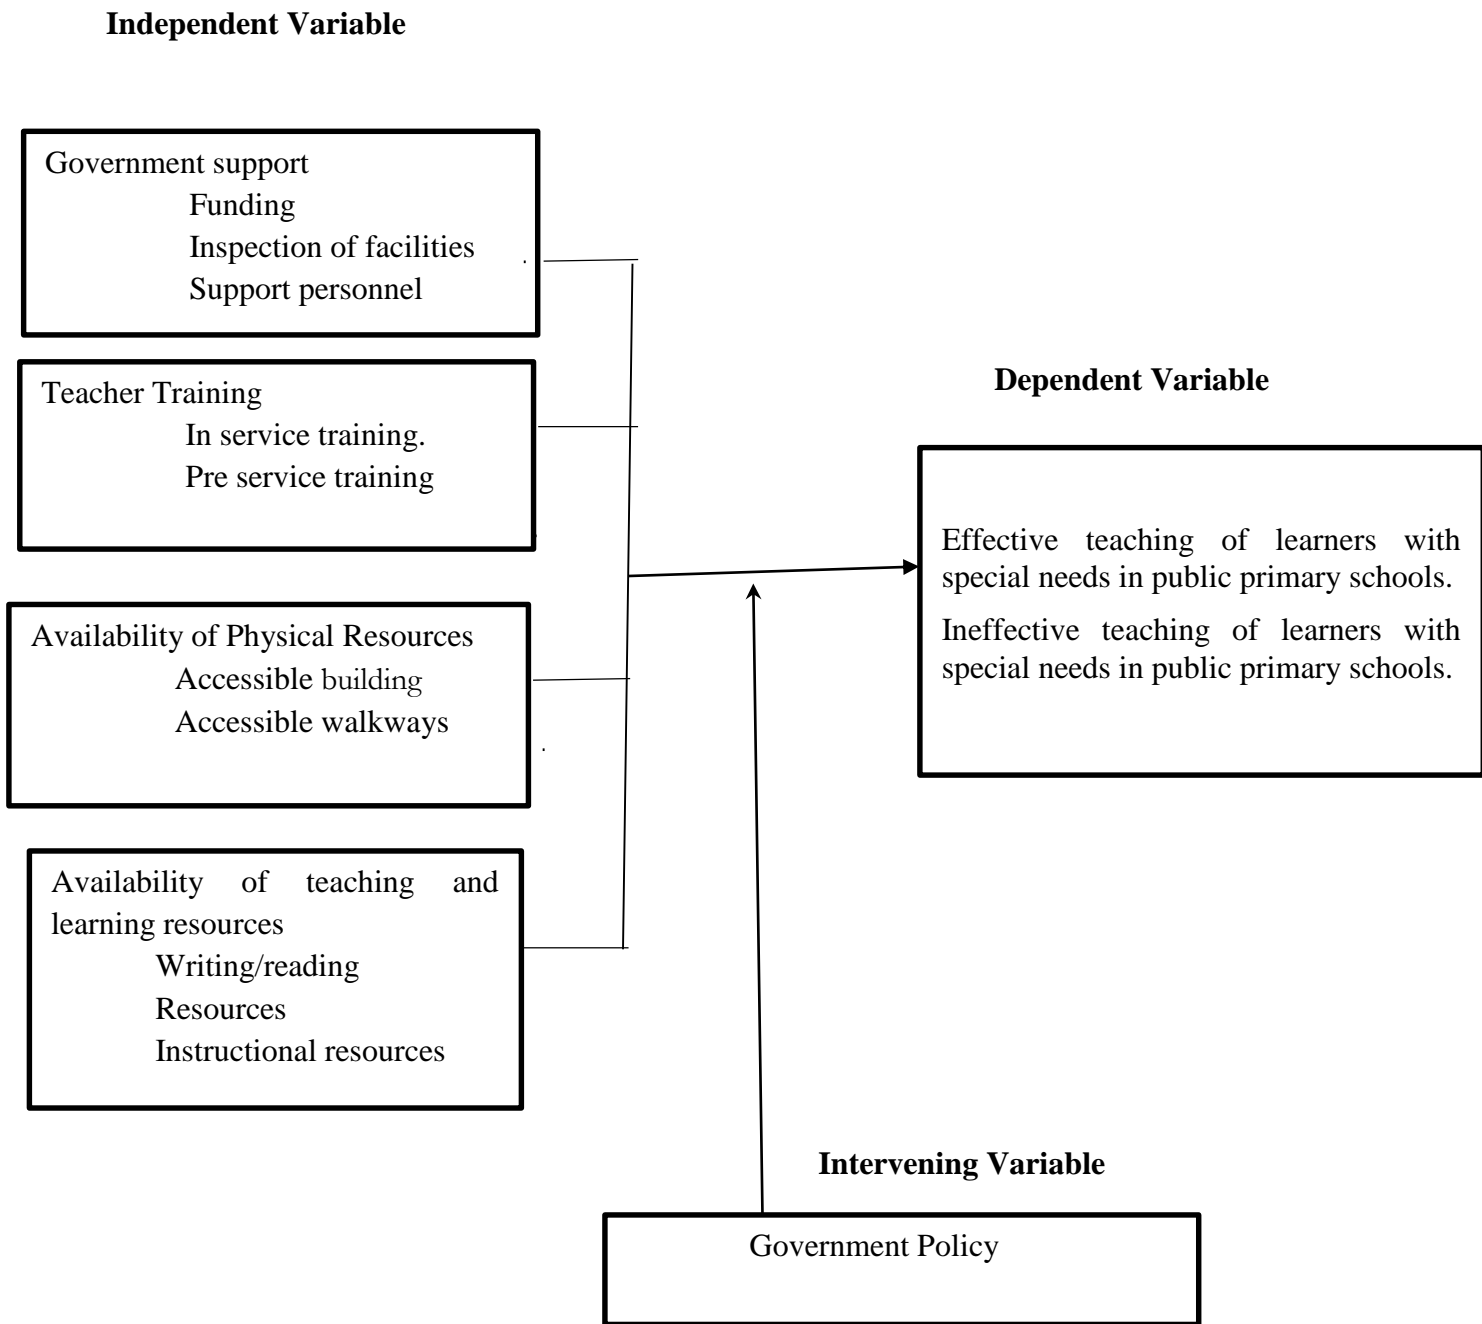 Independent Variable
Government support
Funding
Inspection of facilities
Support personnel
Teacher Training
In service training.
Pre service training
Availability of Physical Resources
Accessible building
Accessible walkways
Availability of teaching and
learning resources
Writing/reading
Resources
Instructional resources
Dependent Variable
Effective teaching of learners with
special needs in public primary schools.
Ineffective teaching of learners with
special needs in public primary schools.
Intervening Variable
Government Policy